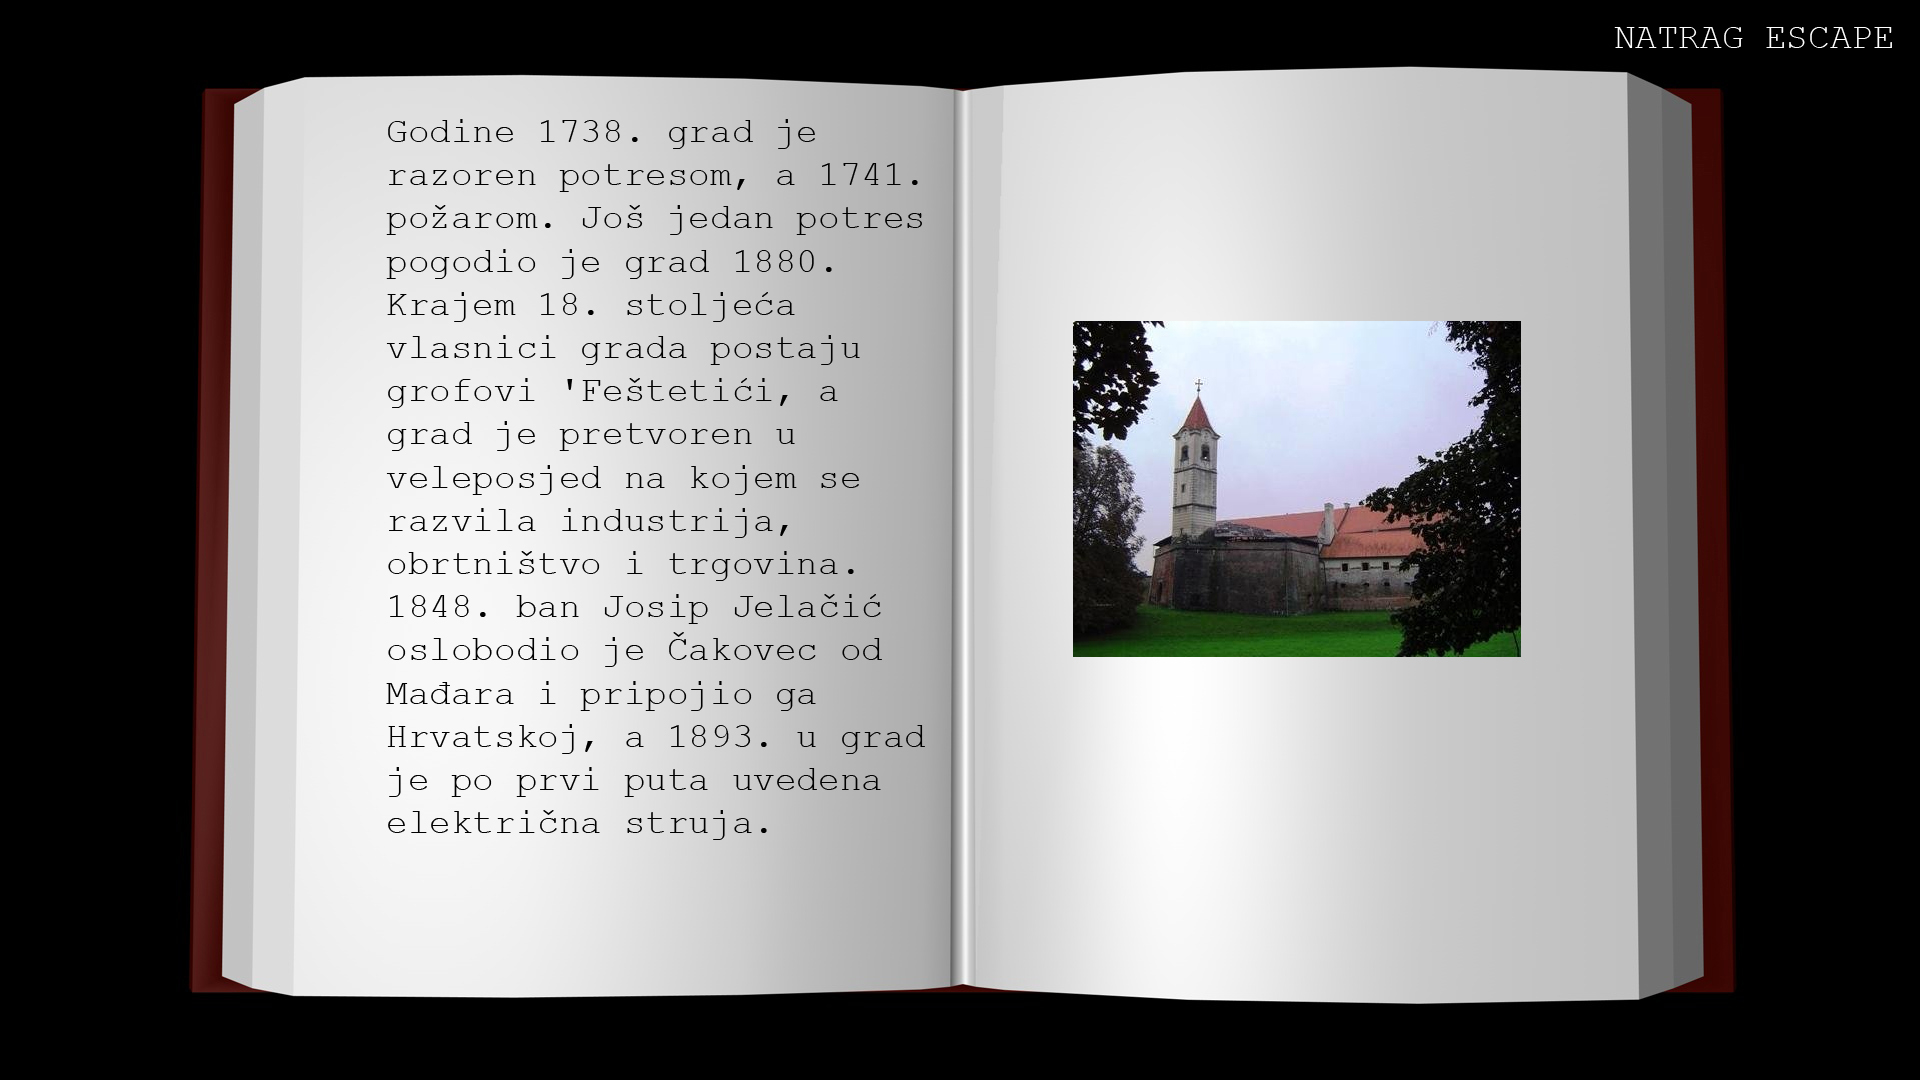 NATRAG ESCAPE
Godine 1738. grad je
razoren potresom, a 1741.
požarom. Još jedan potres
pogodio je grad 1880.
Krajem 18. stoljeća
vlasnici grada postaju
grofovi 'Feštetići, a
grad je pretvoren u
veleposjed na kojem se
razvila industrija,
obrtništvo i trgovina.
1848. ban Josip Jelačić
oslobodio je Čakovec od
Mađara i pripojio ga
Hrvatskoj, a 1893. u grad
je po prvi puta uvedena
električna struja.